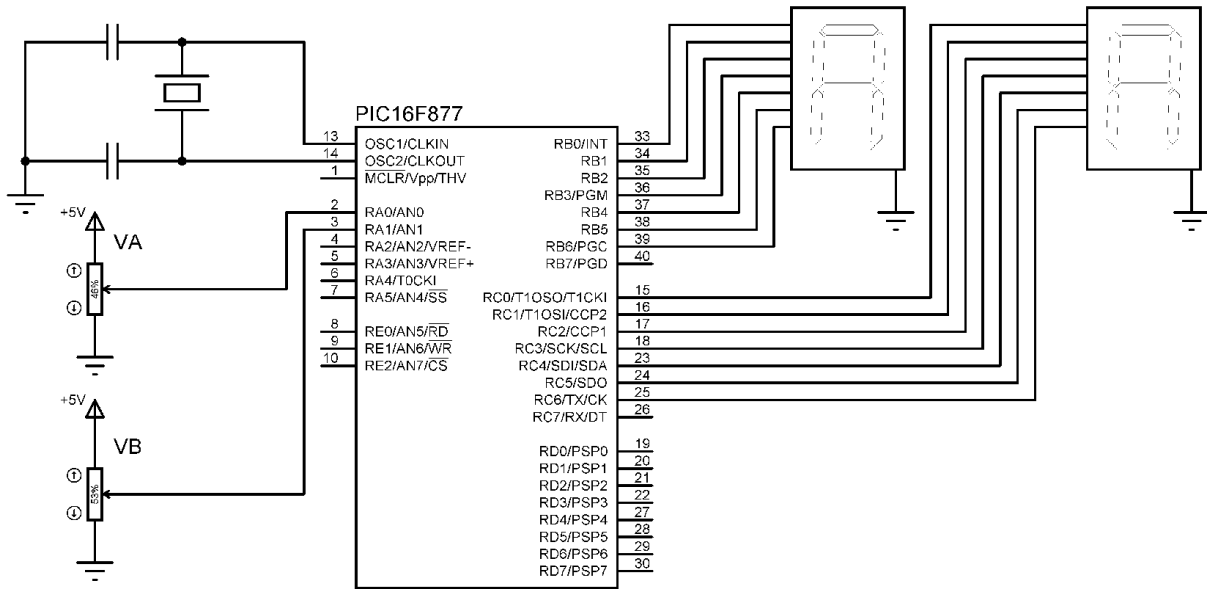 PIC16F877
13 OSC1/CLKIN
14 OSC2/CLKOUT
1 MCLR/Vpp/THV
2 RA0/AN0
3 RA1/AN1
4 RA2/AN2/VREF-
5 RA3/AN3/VREF+
6 RA4/T0CKI
7 RA5/AN4/SS
8 RE0/AN5/RD
9 RE1/AN6/WR
10 RE2/AN7/CS
RB0/INT 33
RB1 34
RB2 35
RB3/PGM 36
RB4 37
RB5 38
RB6/PGC 39
RB7/PGD 40
RC0/T1OSO/T1CKI 15
RC1/T1OSI/CCP2 16
RC2/CCP1 17
RC3/SCK/SCL 18
RC4/SDI/SDA 23
RC5/SDO 24
RC6/TX/CK 25
RC7/RX/DT 26
RD0/PSP0 19
RD1/PSP1 20
RD2/PSP2 21
RD3/PSP3 22
RD4/PSP4 27
RD5/PSP5 28
RD6/PSP6 29
RD7/PSP7 30
+5V
VA
46%
+5V
VB
53%